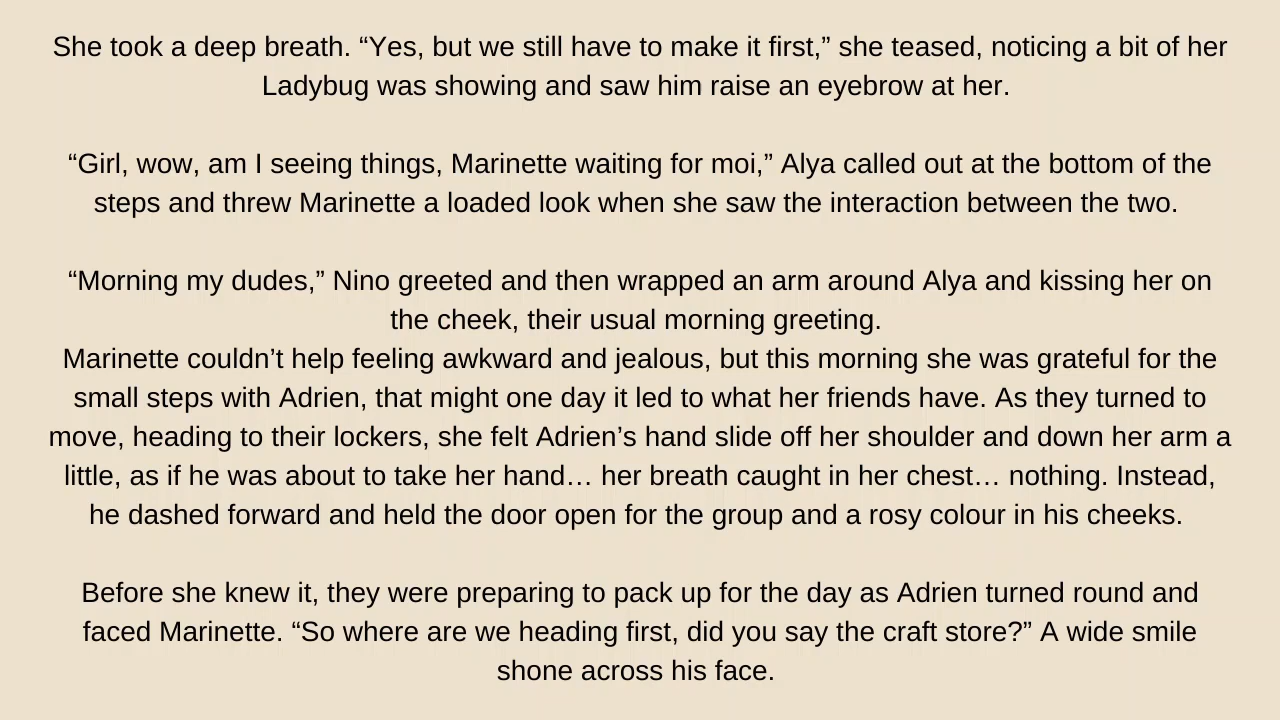 She took a deep breath. “Yes, but we still have to make it first,” she teased, noticing a bit of her
Ladybug was showing and saw him raise an eyebrow at her.
“Girl, wow, am I seeing things, Marinette waiting for moi,” Alya called out at the bottom of the
steps and threw Marinette a loaded look when she saw the interaction between the two.
“Morning my dudes,” Nino greeted and then wrapped an arm around Alya and kissing her on
the cheek, their usual morning greeting.
Marinette couldn’t help feeling awkward and jealous, but this morning she was grateful for the
small steps with Adrien, that might one day it led to what her friends have. As they turned to
move, heading to their lockers, she felt Adrien’s hand slide off her shoulder and down her arm a
little, as if he was about to take her hand… her breath caught in her chest… nothing. Instead,
he dashed forward and held the door open for the group and a rosy colour in his cheeks.
Before she knew it, they were preparing to pack up for the day as Adrien turned round and
faced Marinette. “So where are we heading first, did you say the craft store?” A wide smile
shone across his face.